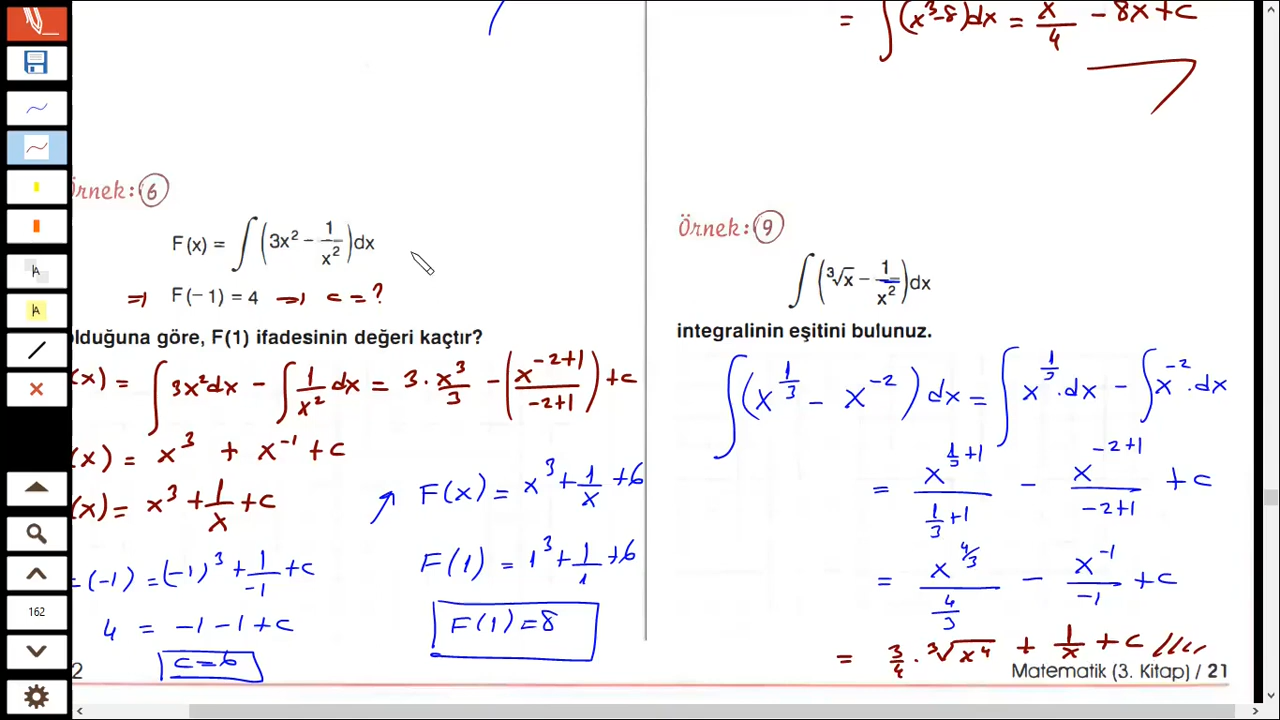 = ∫(x³-8)dx = x/4 - 8x + c
Örnek: 6
F(x) = ∫(3x² - 1/x²)dx
⇒ F(-1) = 4 → c = ?
olduğuna göre, F(1) ifadesinin değeri kaçtır?
(x) = ∫3x²dx - ∫1/x² dx = 3·x³/3 - (x⁻²⁺¹/-2+1) + c
(x) = x³ + x⁻¹ + c
(x) = x³ + 1/x + c
(-1) = (-1)³ + 1/-1 + c
4 = -1-1+c
c=6
F(x) = x³ + 1/x + 6
F(1) = 1³ + 1/1 + 6
F(1) = 8
2
Örnek: 9
∫(∛x - 1/x²)dx
integralinin eşitini bulunuz.
∫(x^(1/3) - x⁻²)dx = ∫x^(1/3)·dx - ∫x⁻²·dx
= x^(1/3+1)/(1/3+1) - x⁻²⁺¹/-2+1 + c
= x^(4/3)/(4/3) - x⁻¹/-1 + c
= 3/4·∛x⁴ + 1/x + c
Matematik (3. Kitap) / 21
A
A
162